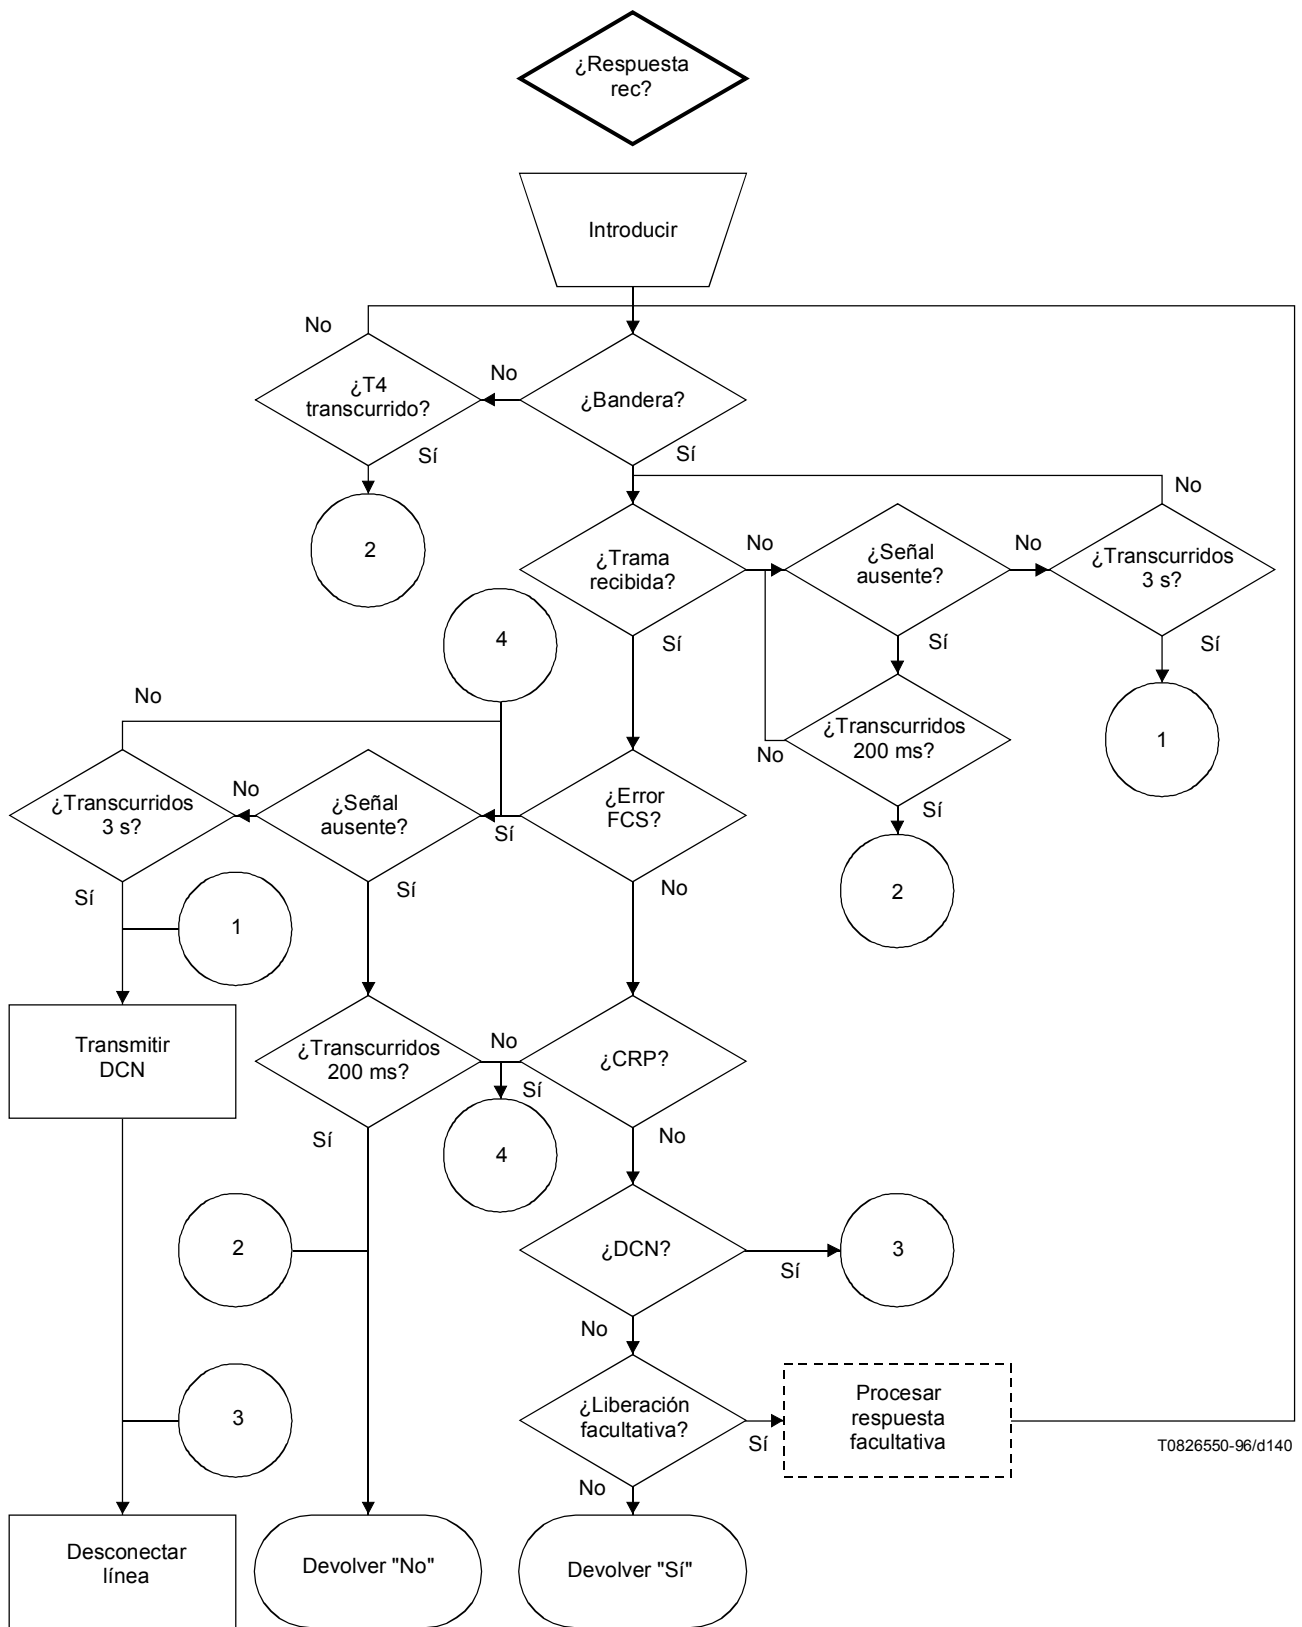 ¿Respuesta
rec?
Introducir
No
¿T4
transcurrido?
No
¿Bandera?
Sí
Sí
2
¿Trama
recibida?
No
¿Señal
ausente?
No
¿Transcurridos
3 s?
No
4
Sí
Sí
Sí
No
¿Transcurridos
200 ms?
No
1
¿Transcurridos
3 s?
No
¿Señal
ausente?
Sí
¿Error
FCS?
Sí
2
Sí
Sí
No
1
Transmitir
DCN
¿Transcurridos
200 ms?
No
Sí
¿CRP?
Sí
4
No
2
¿DCN?
Sí
3
No
3
¿Liberación
facultativa?
Sí
Procesar
respuesta
facultativa
T0826550-96/d140
No
Desconectar
línea
Devolver "No"
Devolver "Sí"